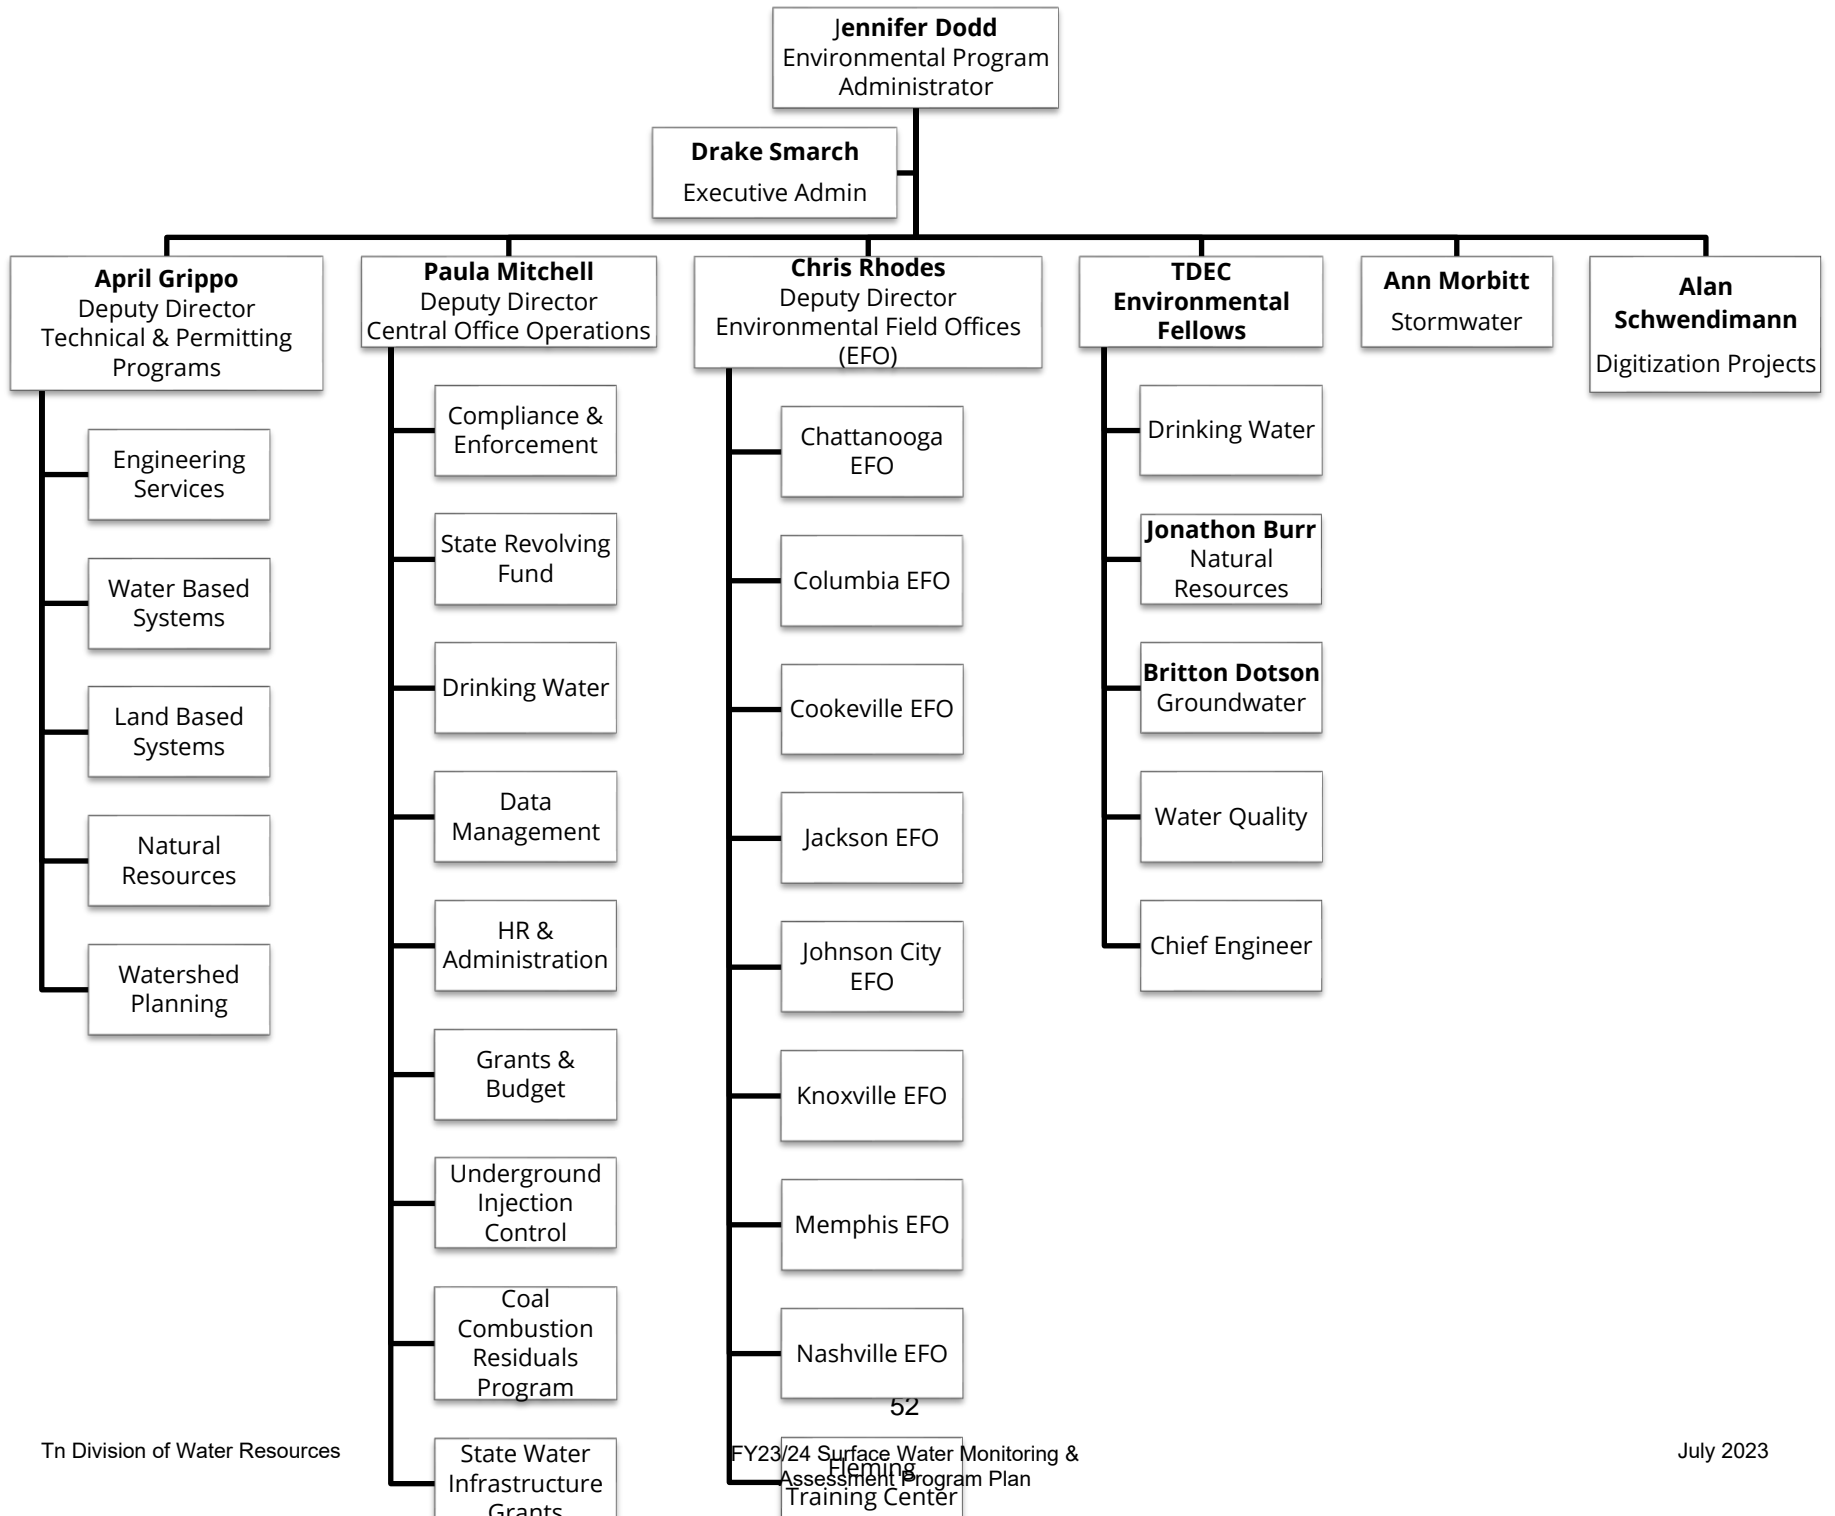 Jennifer Dodd
Environmental Program
Administrator
Drake Smarch
Executive Admin
April Grippo
Deputy Director
Technical & Permitting
Programs
Engineering
Services
Water Based
Systems
Land Based
Systems
Natural
Resources
Watershed
Planning
Paula Mitchell
Deputy Director
Central Office Operations
Compliance &
Enforcement
State Revolving
Fund
Drinking Water
Data
Management
HR &
Administration
Grants &
Budget
Underground
Injection
Control
Coal
Combustion
Residuals
Program
State Water
Infrastructure
Grants
Chris Rhodes
Deputy Director
Environmental Field Offices
(EFO)
Chattanooga
EFO
Columbia EFO
Cookeville EFO
Jackson EFO
Johnson City
EFO
Knoxville EFO
Memphis EFO
Nashville EFO
Fleming
Training Center
TDEC
Environmental
Fellows
Drinking Water
Jonathon Burr
Natural
Resources
Britton Dotson
Groundwater
Water Quality
Chief Engineer
Ann Morbitt
Stormwater
Alan
Schwendimann
Digitization Projects
52
Tn Division of Water Resources
FY23/24 Surface Water Monitoring &
Assessment Program Plan
July 2023